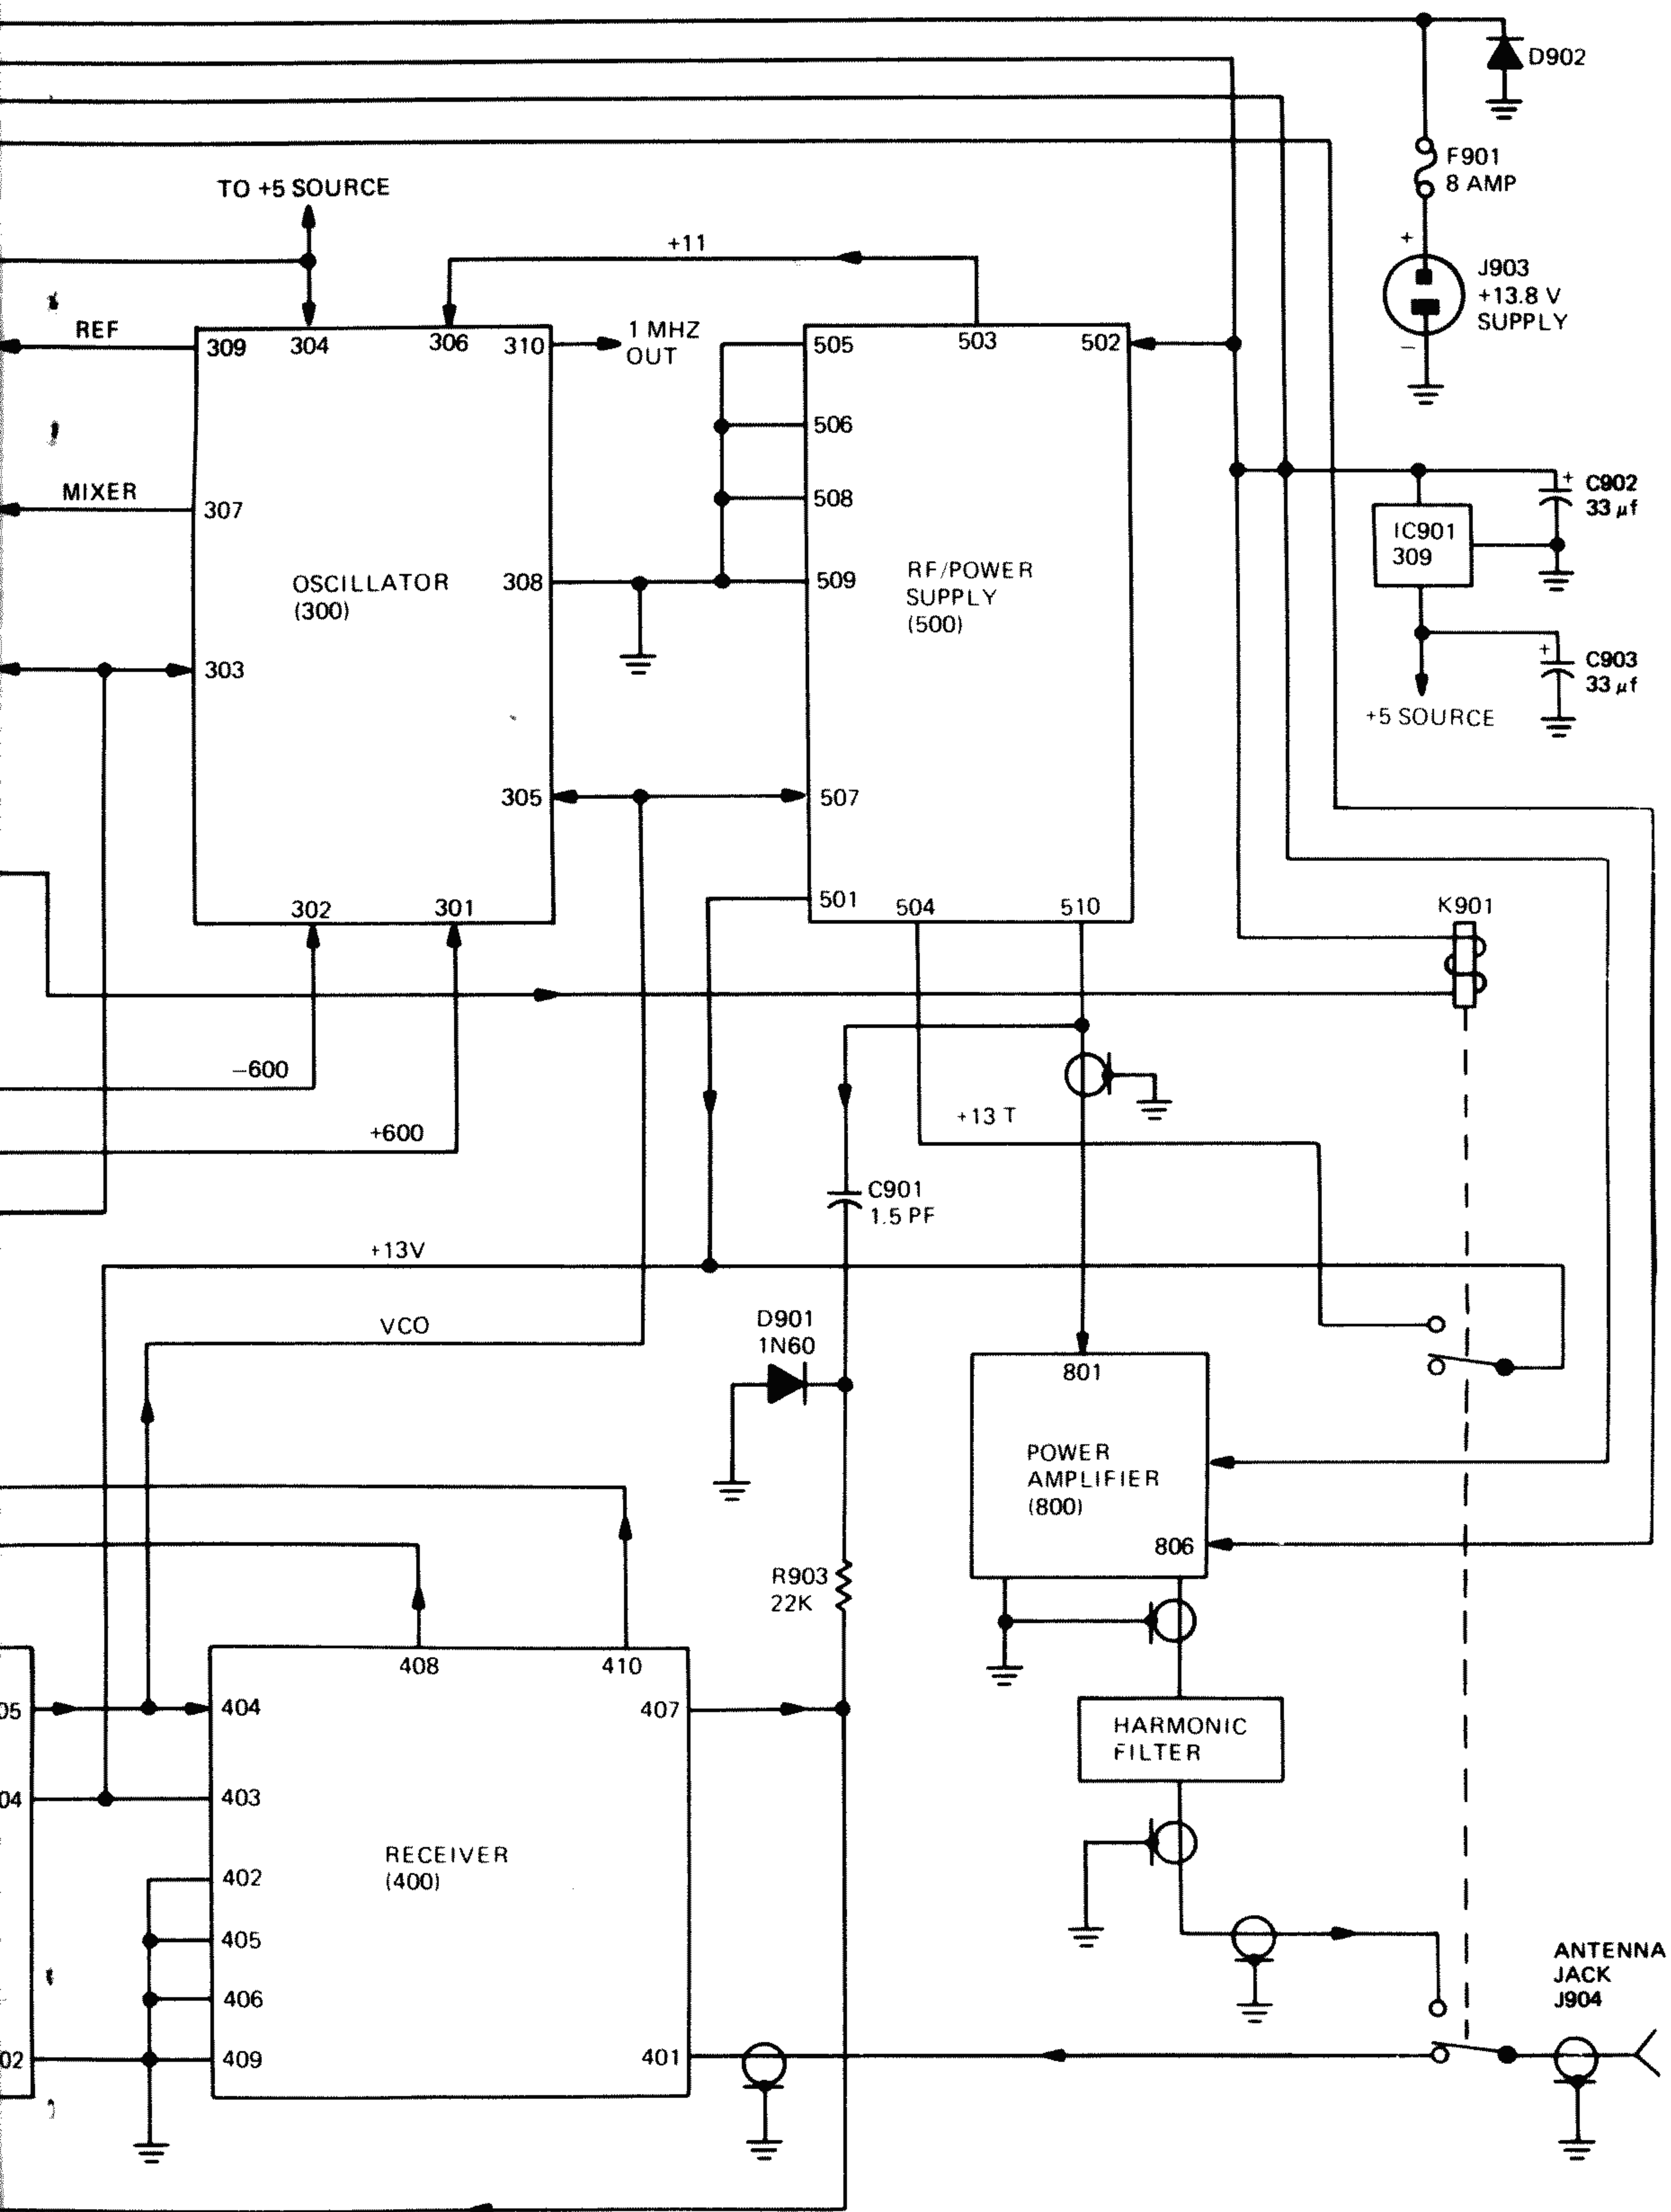 D902
F901
8 AMP
TO +5 SOURCE
+11
+
J903
+13.8 V
SUPPLY
−
REF
309
304
306
310
1 MHZ
OUT
505
503
502
506
508
MIXER
307
OSCILLATOR
(300)
308
509
RF/POWER
SUPPLY
(500)
+
C902
33 µf
IC901
309
303
+
C903
33 µf
+5 SOURCE
305
507
302
301
501
504
510
K901
−600
+13 T
+600
C901
1.5 PF
+13V
VCO
D901
1N60
801
POWER
AMPLIFIER
(800)
806
R903
22K
408
410
05
404
407
HARMONIC
FILTER
04
403
RECEIVER
(400)
402
405
406
02
409
401
ANTENNA
JACK
J904